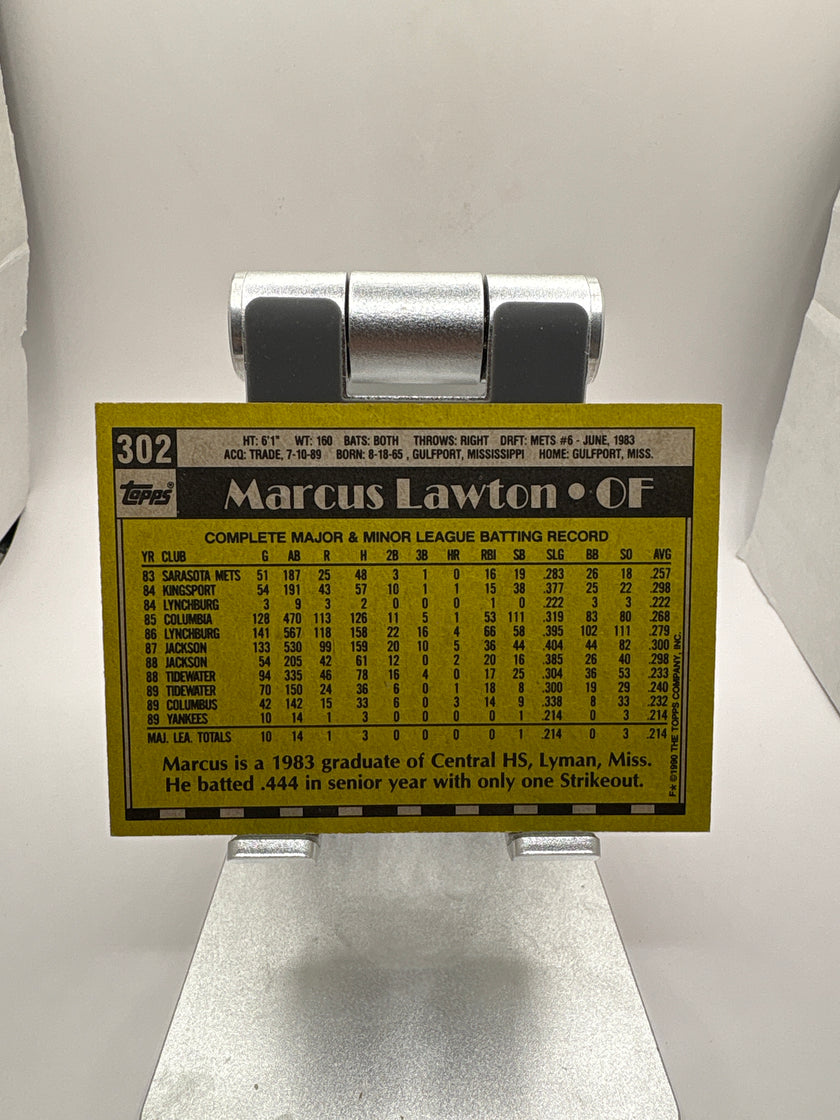 302
HT: 6'1" WT: 160 BATS: BOTH THROWS: RIGHT DRFT: METS #6 - JUNE, 1983
ACQ: TRADE, 7-10-89 BORN: 8-18-65 , GULFPORT, MISSISSIPPI HOME: GULFPORT, MISS.
TOPPS® Marcus Lawton • OF
COMPLETE MAJOR & MINOR LEAGUE BATTING RECORD
YR CLUB G AB R H 2B 3B HR RBI SB SLG BB SO AVG
83 SARASOTA METS 51 187 25 48 3 1 0 16 19 .283 26 18 .257
84 KINGSPORT 54 191 43 57 10 1 1 15 38 .377 25 22 .298
84 LYNCHBURG 3 9 3 2 0 0 0 1 0 .222 3 3 .222
85 COLUMBIA 128 470 113 126 11 5 1 53 111 .319 83 80 .268
86 LYNCHBURG 141 567 118 158 22 16 4 66 58 .395 102 111 .279
87 JACKSON 133 530 99 159 20 10 5 36 44 .404 44 82 .300
88 JACKSON 54 205 42 61 12 0 2 20 16 .385 26 40 .298
88 TIDEWATER 94 335 46 78 16 4 0 17 25 .304 36 53 .233
89 TIDEWATER 70 150 24 36 6 0 1 18 8 .300 19 29 .240
89 COLUMBUS 42 142 15 33 6 0 3 14 9 .338 8 33 .232
89 YANKEES 10 14 1 3 0 0 0 0 1 .214 0 3 .214
MAJ. LEA. TOTALS 10 14 1 3 0 0 0 0 1 .214 0 3 .214
Marcus is a 1983 graduate of Central HS, Lyman, Miss.
He batted .444 in senior year with only one Strikeout.
F* ©1990 THE TOPPS COMPANY, INC.